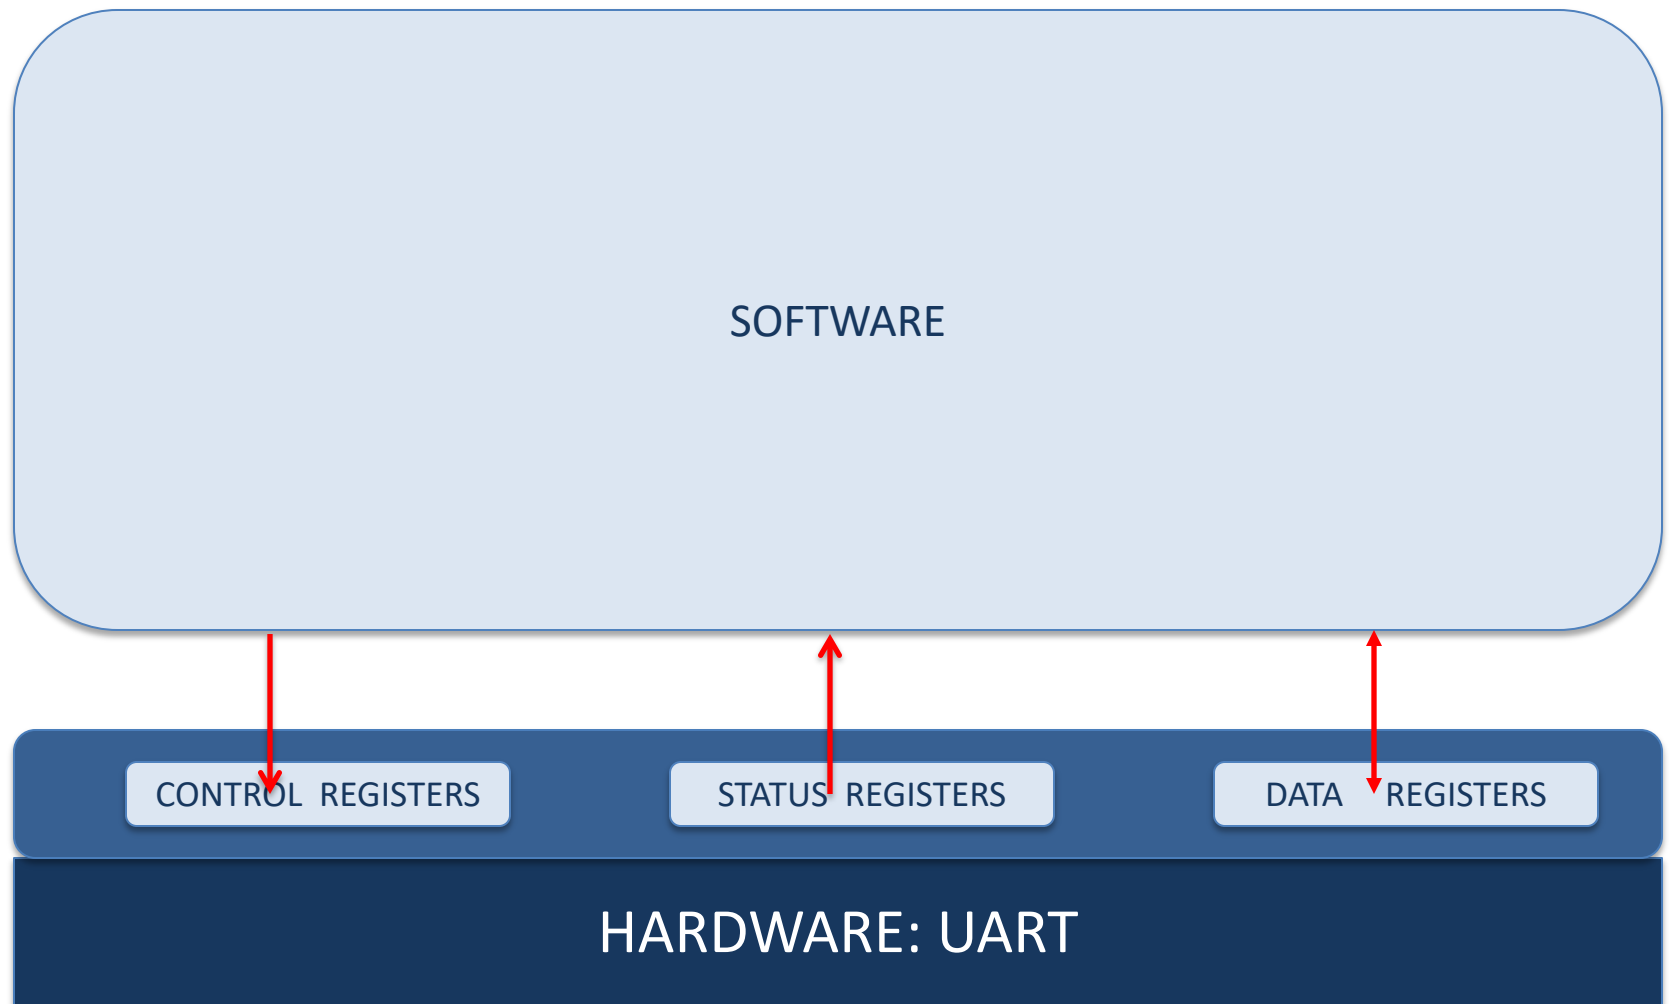 SOFTWARE
CONTROL REGISTERS
STATUS REGISTERS
DATA REGISTERS
HARDWARE: UART